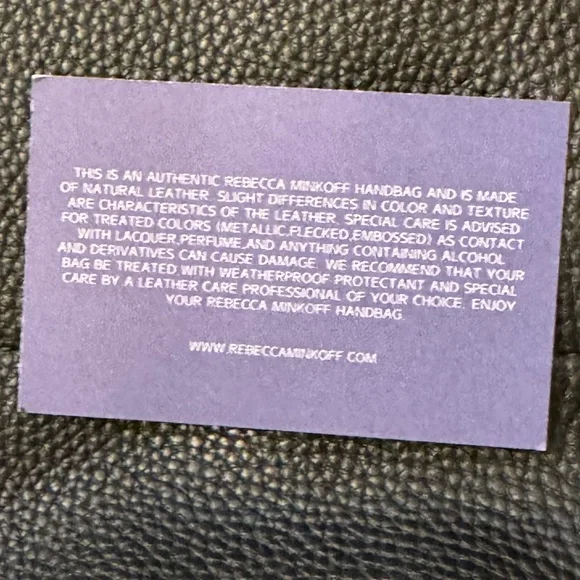 THIS IS AN AUTHENTIC REBECCA MINKOFF HANDBAG AND IS MADE
OF NATURAL LEATHER. SLIGHT DIFFERENCES IN COLOR AND TEXTURE
ARE CHARACTERISTICS OF THE LEATHER. SPECIAL CARE IS ADVISED
FOR TREATED COLORS (METALLIC,FLECKED,EMBOSSED) AS CONTACT
WITH LACQUER,PERFUME,AND ANYTHING CONTAINING ALCOHOL
AND DERIVATIVES CAN CAUSE DAMAGE. WE RECOMMEND THAT YOUR
BAG BE TREATED WITH WEATHERPROOF PROTECTANT AND SPECIAL
CARE BY A LEATHER CARE PROFESSIONAL OF YOUR CHOICE. ENJOY
YOUR REBECCA MINKOFF HANDBAG.
WWW.REBECCAMINKOFF.COM